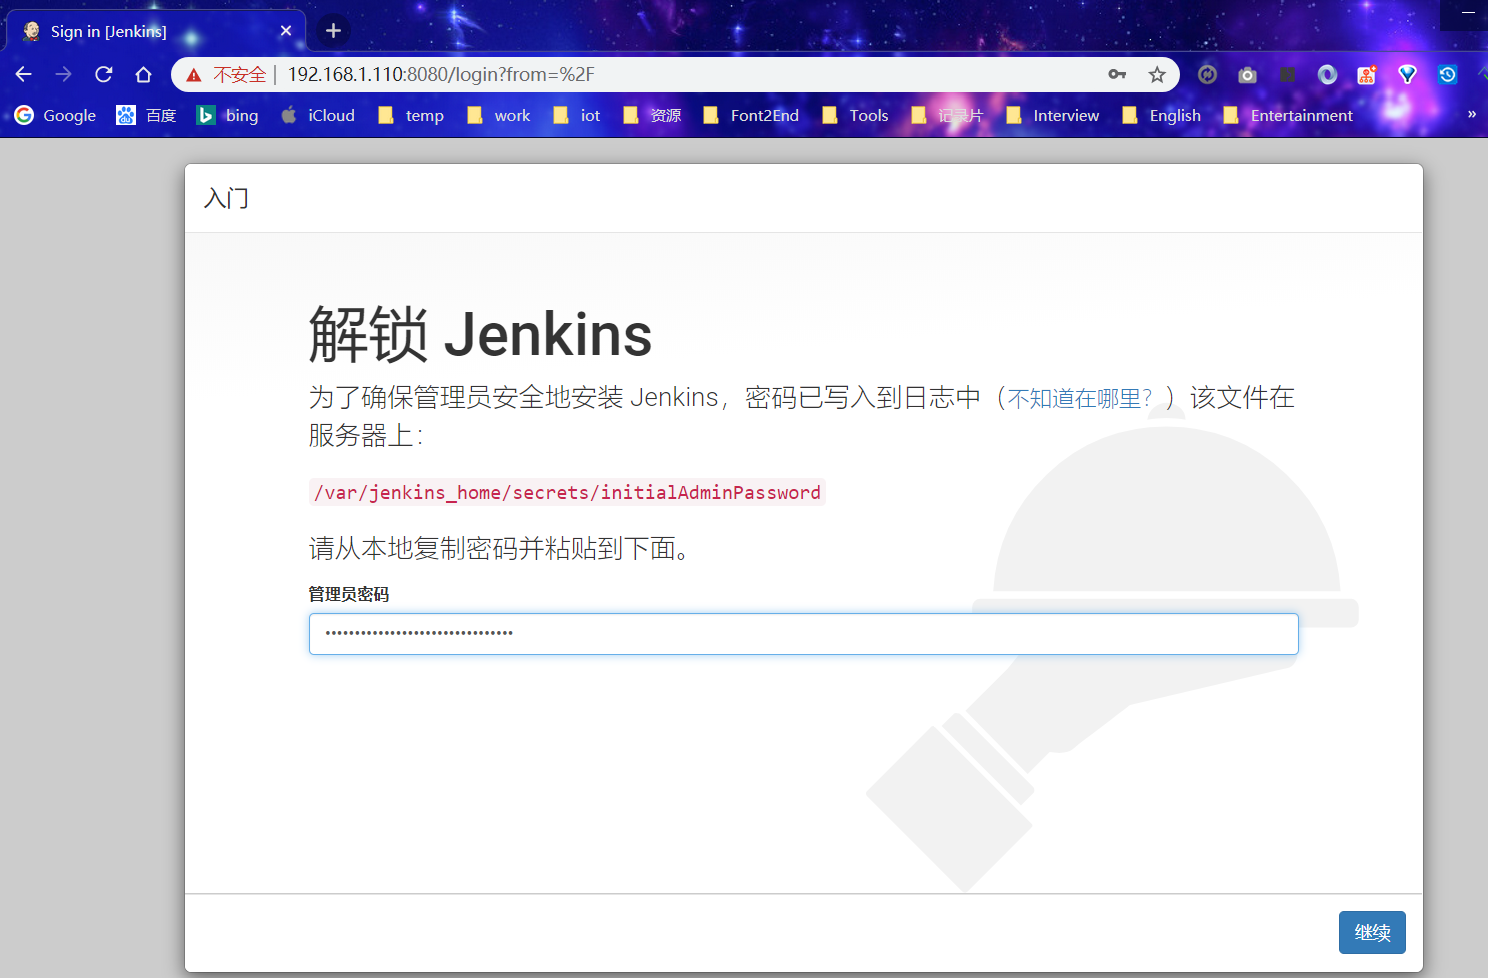 Sign in [Jenkins]
不安全 | 192.168.1.110:8080/login?from=%2F
Google 百度 bing iCloud temp work iot 资源 Font2End Tools 记录片 Interview English Entertainment »
入门
解锁 Jenkins
为了确保管理员安全地安装 Jenkins，密码已写入到日志中（不知道在哪里？）该文件在
服务器上：
/var/jenkins_home/secrets/initialAdminPassword
请从本地复制密码并粘贴到下面。
管理员密码
继续